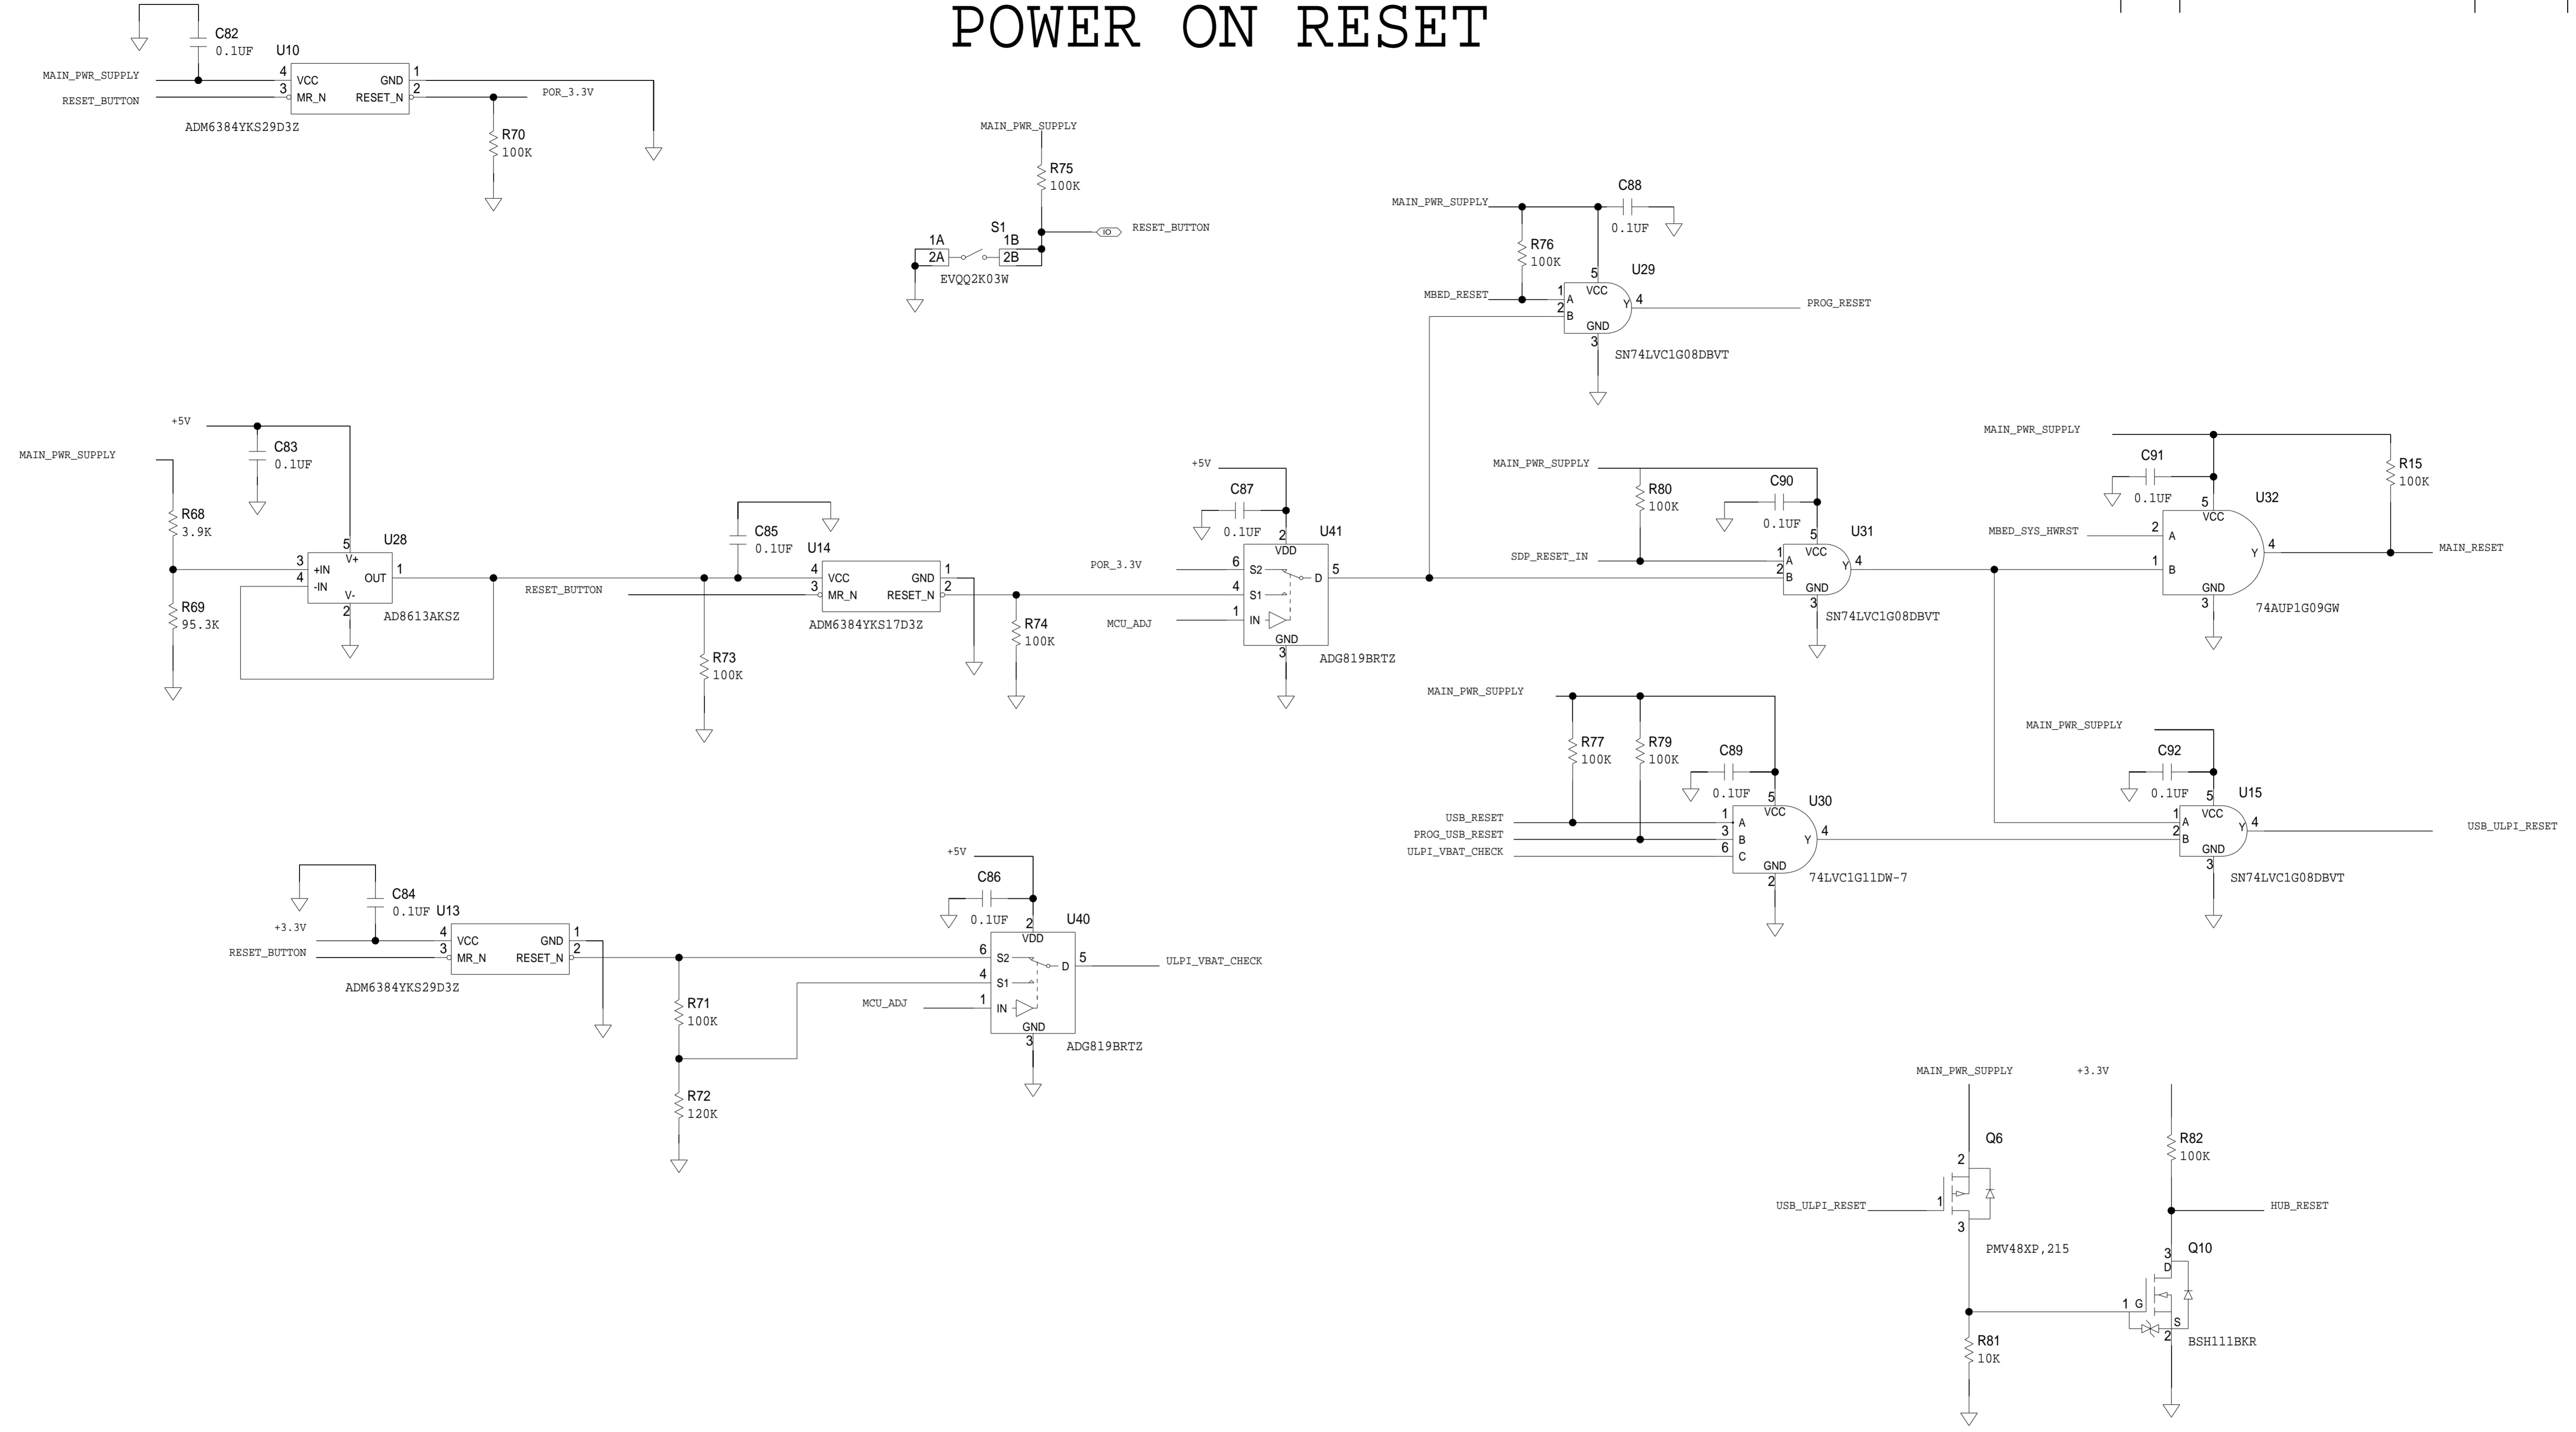 POWER ON RESET
C82
0.1UF
U10
MAIN_PWR_SUPPLY
RESET_BUTTON
4 VCC GND 1
3 MR_N RESET_N 2
ADM6384YKS29D3Z
POR_3.3V
R70
100K
MAIN_PWR_SUPPLY
R75
100K
S1
1A 1B
2A 2B
EVQQ2K03W
IO RESET_BUTTON
MAIN_PWR_SUPPLY
C88
0.1UF
R76
100K
U29
MBED_RESET
5
VCC
1 A
2 B
Y 4
GND
3
PROG_RESET
SN74LVC1G08DBVT
+5V
MAIN_PWR_SUPPLY
C83
0.1UF
R68
3.9K
R69
95.3K
U28
5
V+
3 +IN
4 -IN
OUT 1
V-
2
AD8613AKSZ
C85
0.1UF
U14
RESET_BUTTON
4 VCC GND 1
3 MR_N RESET_N 2
ADM6384YKS17D3Z
R73
100K
R74
100K
+5V
C87
0.1UF
U41
2
VDD
POR_3.3V
6 S2
4 S1
D 5
MCU_ADJ
1 IN
GND
3
ADG819BRTZ
MAIN_PWR_SUPPLY
R80
100K
C90
0.1UF
U31
SDP_RESET_IN
5
VCC
1 A
2 B
Y 4
GND
3
SN74LVC1G08DBVT
MAIN_PWR_SUPPLY
C91
0.1UF
R15
100K
U32
MBED_SYS_HWRST
5
VCC
2 A
1 B
Y 4
GND
3
MAIN_RESET
74AUP1G09GW
MAIN_PWR_SUPPLY
R77
100K
R79
100K
C89
0.1UF
U30
USB_RESET
PROG_USB_RESET
ULPI_VBAT_CHECK
5
VCC
1 A
3 B
6 C
Y 4
GND
2
74LVC1G11DW-7
MAIN_PWR_SUPPLY
C92
0.1UF
U15
5
VCC
1 A
2 B
Y 4
GND
3
USB_ULPI_RESET
SN74LVC1G08DBVT
C84
0.1UF
U13
+3.3V
RESET_BUTTON
4 VCC GND 1
3 MR_N RESET_N 2
ADM6384YKS29D3Z
R71
100K
R72
120K
+5V
C86
0.1UF
U40
2
VDD
6 S2
4 S1
D 5
MCU_ADJ
1 IN
GND
3
ULPI_VBAT_CHECK
ADG819BRTZ
MAIN_PWR_SUPPLY
+3.3V
Q6
2
1
3
USB_ULPI_RESET
PMV48XP,215
R82
100K
HUB_RESET
Q10
3
D
1 G
S
2
BSH111BKR
R81
10K